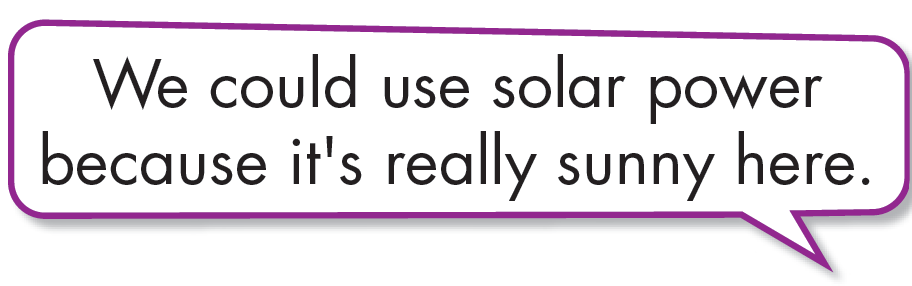 We could use solar power
because it's really sunny here.